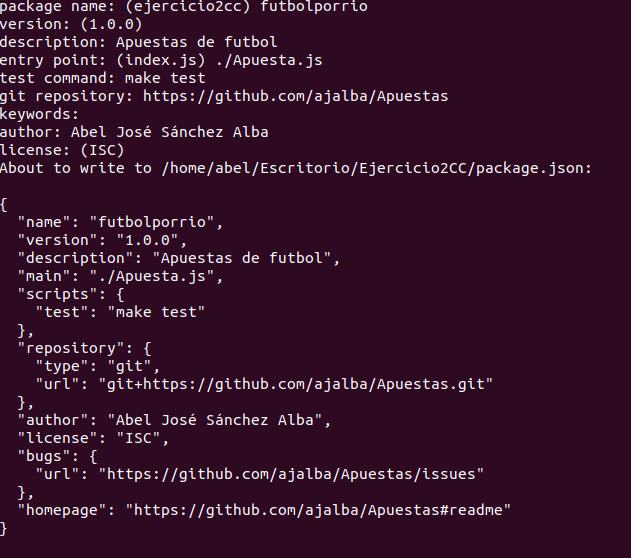 package name: (ejercicio2cc) futbolporrio
version: (1.0.0)
description: Apuestas de futbol
entry point: (index.js) ./Apuesta.js
test command: make test
git repository: https://github.com/ajalba/Apuestas
keywords:
author: Abel José Sánchez Alba
license: (ISC)
About to write to /home/abel/Escritorio/Ejercicio2CC/package.json:

{
  "name": "futbolporrio",
  "version": "1.0.0",
  "description": "Apuestas de futbol",
  "main": "./Apuesta.js",
  "scripts": {
    "test": "make test"
  },
  "repository": {
    "type": "git",
    "url": "git+https://github.com/ajalba/Apuestas.git"
  },
  "author": "Abel José Sánchez Alba",
  "license": "ISC",
  "bugs": {
    "url": "https://github.com/ajalba/Apuestas/issues"
  },
  "homepage": "https://github.com/ajalba/Apuestas#readme"
}